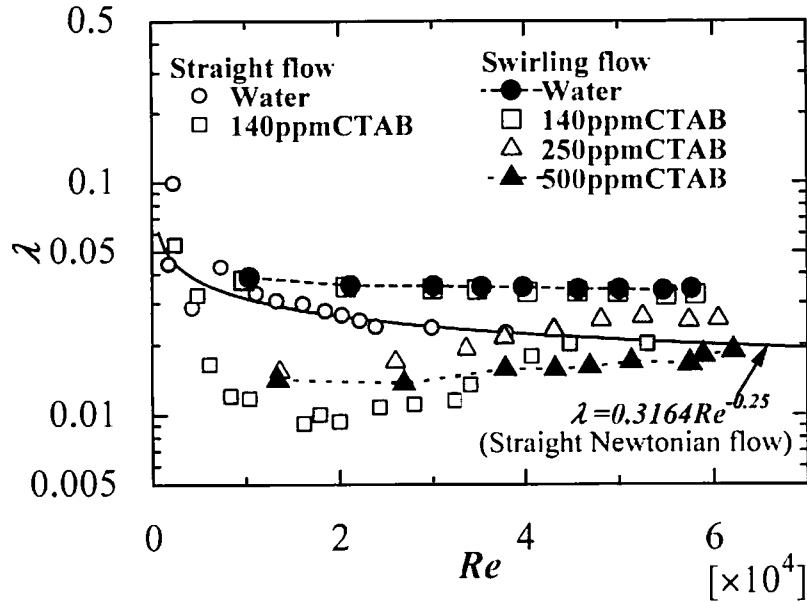 0.5
Straight flow
Water
140ppmCTAB
Swirling flow
Water
140ppmCTAB
250ppmCTAB
500ppmCTAB
0.1
0.05
λ
0.01
0.005
λ=0.3164Re^-0.25
(Straight Newtonian flow)
0
2
4
6
Re
[×10^4]